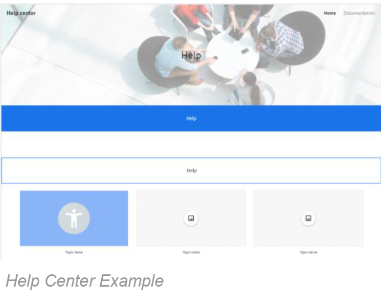 Help center
Home Documentation
Help
Help
Help
Topic name
Topic name
Topic name
Help Center Example